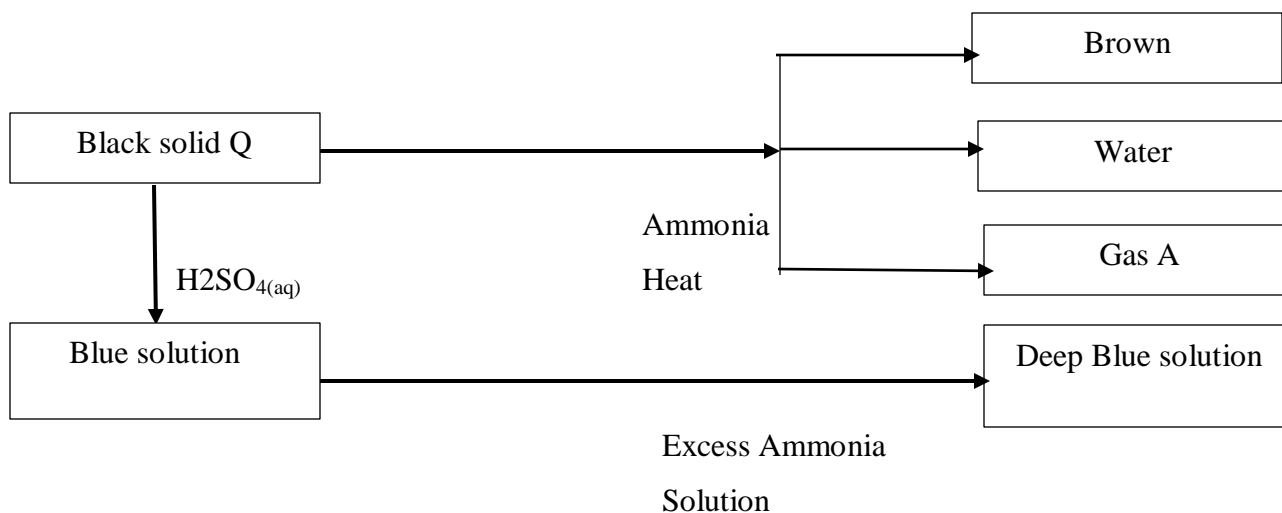 Brown
Black solid Q
Water
Ammonia
Heat
Gas A
H2SO₄₍ₐq₎
Blue solution
Deep Blue solution
Excess Ammonia
Solution